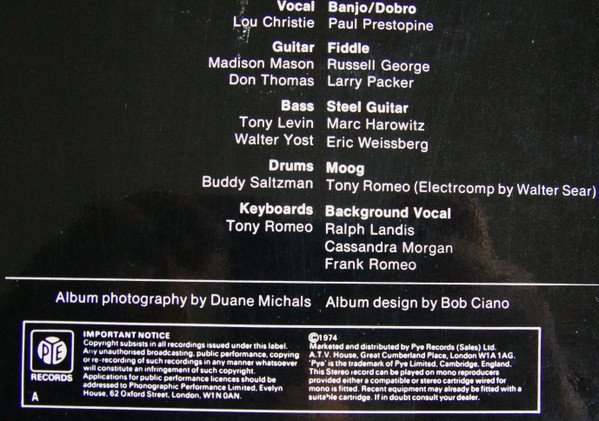 Vocal Banjo/Dobro
Lou Christie Paul Prestopine
Guitar Fiddle
Madison Mason Russell George
Don Thomas Larry Packer
Bass Steel Guitar
Tony Levin Marc Harowitz
Walter Yost Eric Weissberg
Drums Moog
Buddy Saltzman Tony Romeo (Electrcomp by Walter Sear)
Keyboards Background Vocal
Tony Romeo Ralph Landis
Cassandra Morgan
Frank Romeo
Album photography by Duane Michals Album design by Bob Ciano
PYE
RECORDS
A
IMPORTANT NOTICE
Copyright subsists in all recordings issued under this label.
Any unauthorised broadcasting, public performance, copying
or re-recording of such recordings in any manner whatsoever
will constitute an infringement of such copyright.
Applications for public performance licences should be
addressed to Phonographic Performance Limited, Evelyn
House, 62 Oxford Street, London, W1N 0AN.
©1974
Marketed and distributed by Pye Records (Sales) Ltd.
A.T.V. House, Great Cumberland Place, London W1A 1AG.
'Pye' is the trademark of Pye Limited, Cambridge, England.
This Stereo record can be played on mono reproducers
provided either a compatible or stereo cartridge wired for
mono is fitted. Recent equipment may already be fitted with a
suitable cartridge. If in doubt consult your dealer.